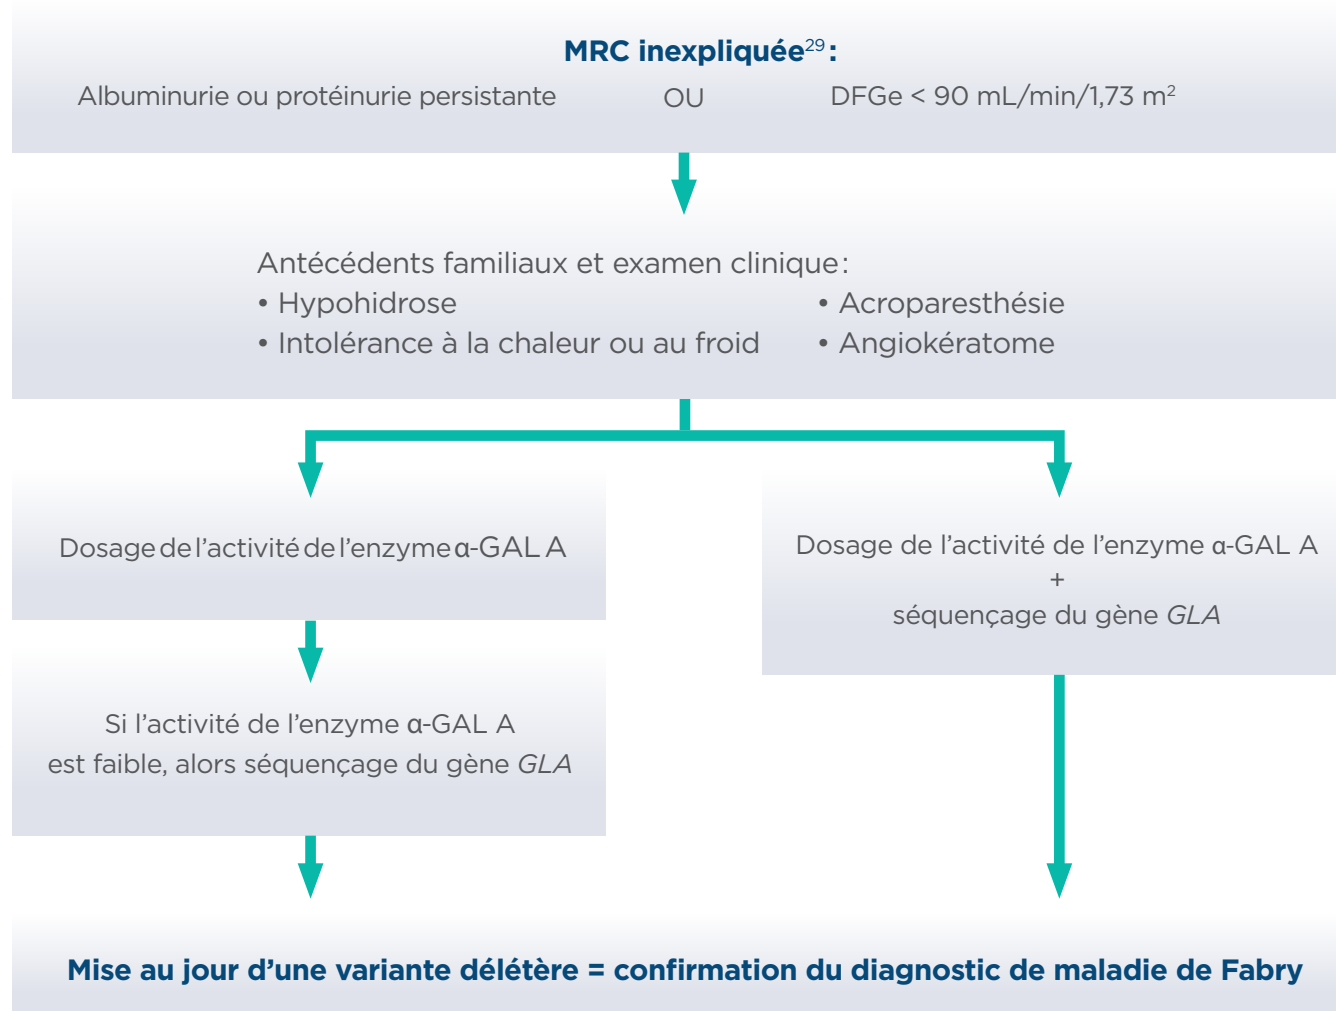 MRC inexpliquée²⁹ :
Albuminurie ou protéinurie persistante OU DFGe < 90 mL/min/1,73 m²
Antécédents familiaux et examen clinique :
• Hypohidrose • Acroparesthésie
• Intolérance à la chaleur ou au froid • Angiokératome
Dosage de l’activité de l’enzyme α-GAL A
Si l’activité de l’enzyme α-GAL A
est faible, alors séquençage du gène GLA
Dosage de l’activité de l’enzyme α-GAL A
+
séquençage du gène GLA
Mise au jour d’une variante délétère = confirmation du diagnostic de maladie de Fabry